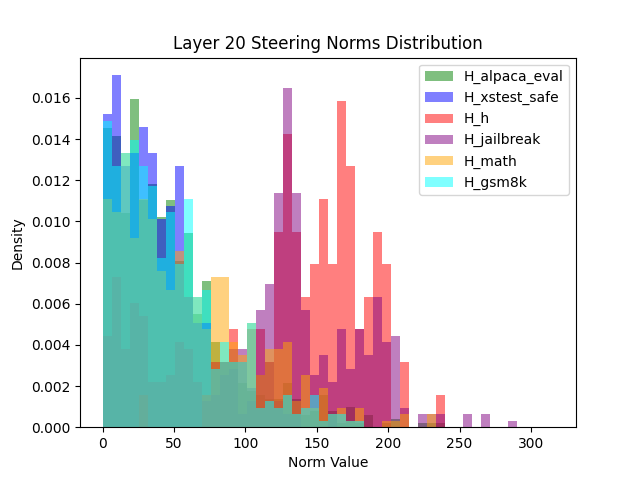 Layer 20 Steering Norms Distribution
H_alpaca_eval
H_xstest_safe
H_h
H_jailbreak
H_math
H_gsm8k
Density
0.016
0.014
0.012
0.010
0.008
0.006
0.004
0.002
0.000
0 50 100 150 200 250 300
Norm Value